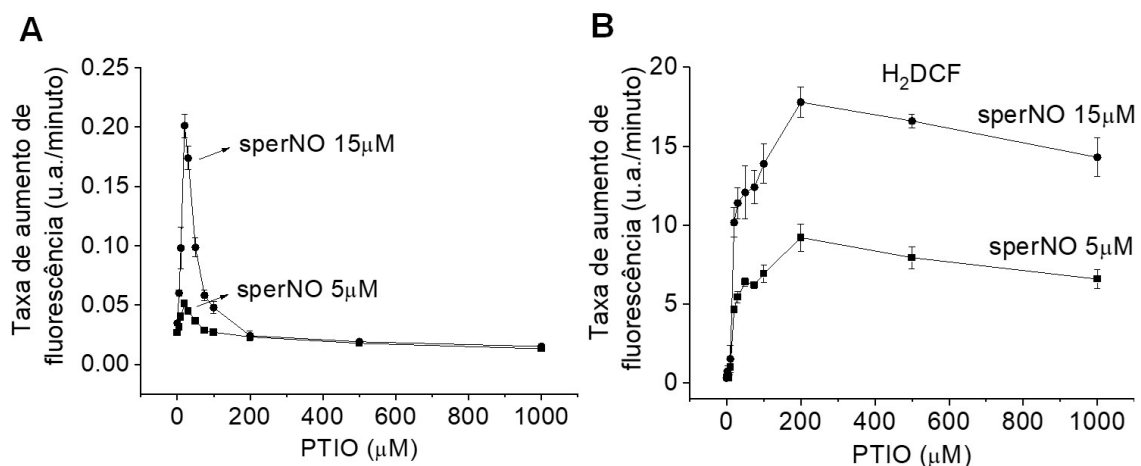 A
Taxa de aumento de
fluorescência (u.a./minuto)
0.25
0.20
0.15
0.10
0.05
0.00
sperNO 15μM
sperNO 5μM
0 200 400 600 800 1000
PTIO (μM)
B
Taxa de aumento de
fluorescência (u.a./minuto)
20
15
10
5
0
H₂DCF
sperNO 15μM
sperNO 5μM
0 200 400 600 800 1000
PTIO (μM)